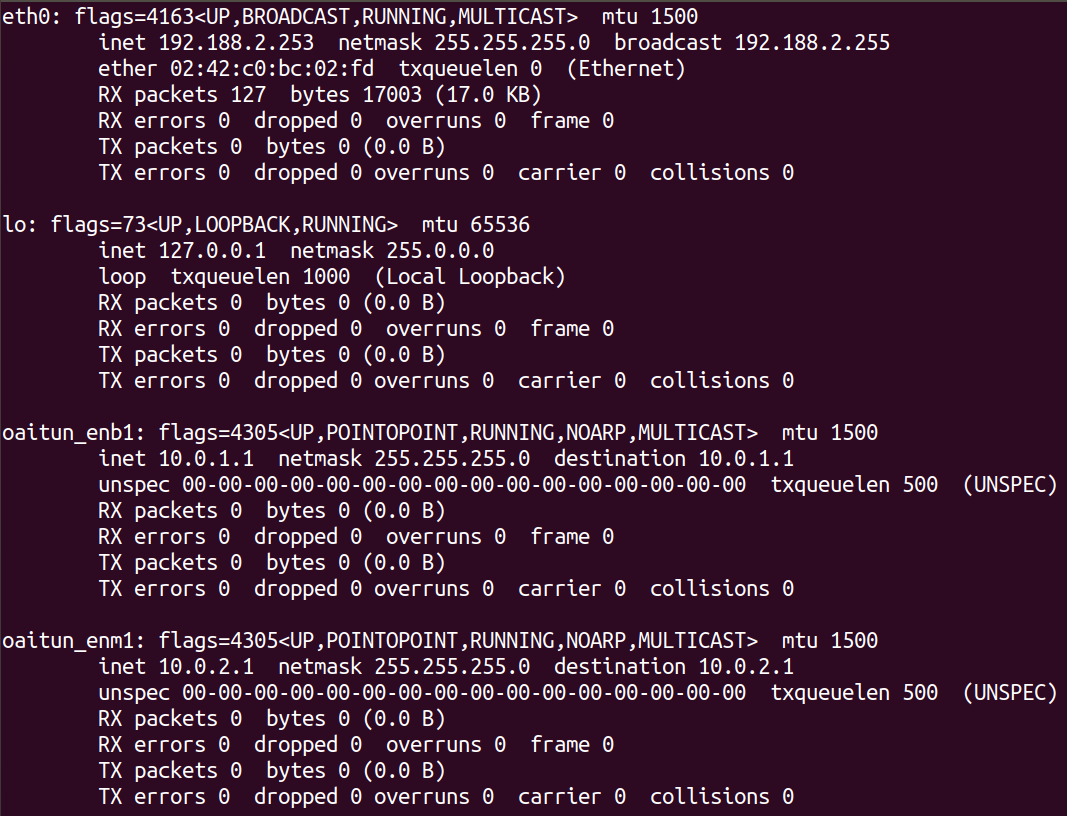 eth0: flags=4163<UP,BROADCAST,RUNNING,MULTICAST>  mtu 1500
        inet 192.188.2.253  netmask 255.255.255.0  broadcast 192.188.2.255
        ether 02:42:c0:bc:02:fd  txqueuelen 0  (Ethernet)
        RX packets 127  bytes 17003 (17.0 KB)
        RX errors 0  dropped 0  overruns 0  frame 0
        TX packets 0  bytes 0 (0.0 B)
        TX errors 0  dropped 0 overruns 0  carrier 0  collisions 0

lo: flags=73<UP,LOOPBACK,RUNNING>  mtu 65536
        inet 127.0.0.1  netmask 255.0.0.0
        loop  txqueuelen 1000  (Local Loopback)
        RX packets 0  bytes 0 (0.0 B)
        RX errors 0  dropped 0  overruns 0  frame 0
        TX packets 0  bytes 0 (0.0 B)
        TX errors 0  dropped 0 overruns 0  carrier 0  collisions 0

oaitun_enb1: flags=4305<UP,POINTOPOINT,RUNNING,NOARP,MULTICAST>  mtu 1500
        inet 10.0.1.1  netmask 255.255.255.0  destination 10.0.1.1
        unspec 00-00-00-00-00-00-00-00-00-00-00-00-00-00-00-00  txqueuelen 500  (UNSPEC)
        RX packets 0  bytes 0 (0.0 B)
        RX errors 0  dropped 0  overruns 0  frame 0
        TX packets 0  bytes 0 (0.0 B)
        TX errors 0  dropped 0 overruns 0  carrier 0  collisions 0

oaitun_enm1: flags=4305<UP,POINTOPOINT,RUNNING,NOARP,MULTICAST>  mtu 1500
        inet 10.0.2.1  netmask 255.255.255.0  destination 10.0.2.1
        unspec 00-00-00-00-00-00-00-00-00-00-00-00-00-00-00-00  txqueuelen 500  (UNSPEC)
        RX packets 0  bytes 0 (0.0 B)
        RX errors 0  dropped 0  overruns 0  frame 0
        TX packets 0  bytes 0 (0.0 B)
        TX errors 0  dropped 0 overruns 0  carrier 0  collisions 0